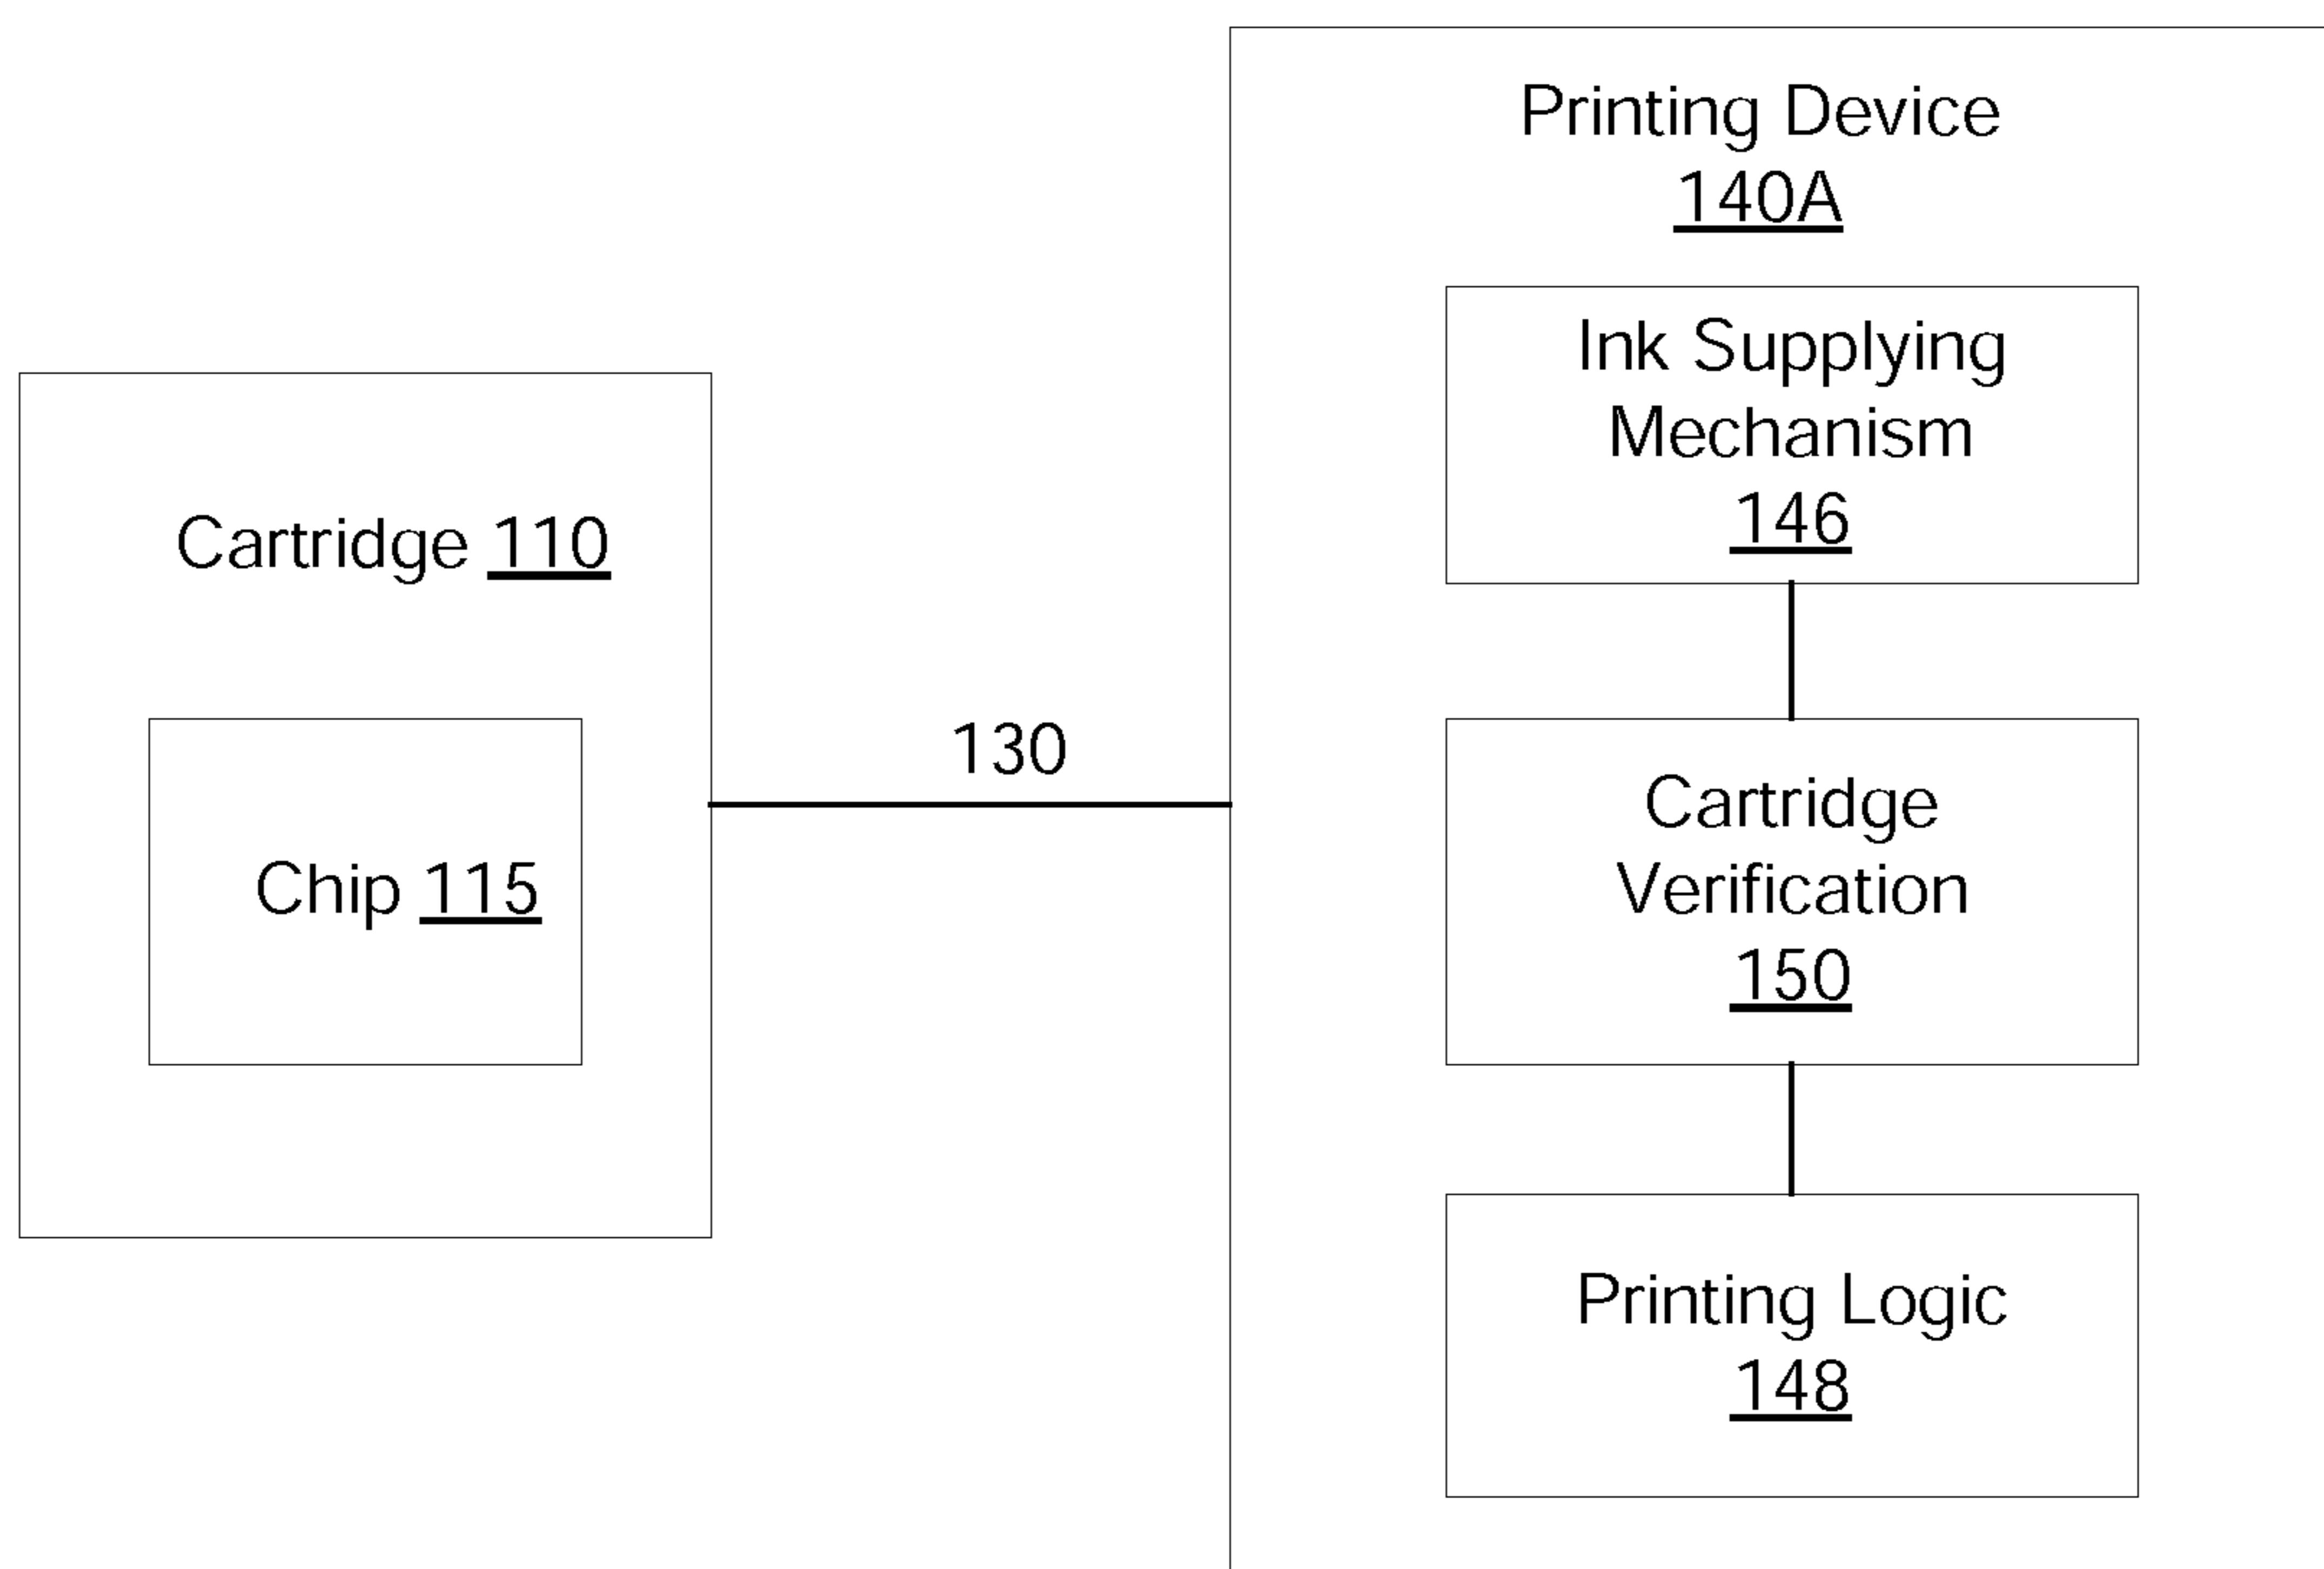 Cartridge 110
Chip 115
130
Printing Device
140A
Ink Supplying
Mechanism
146
Cartridge
Verification
150
Printing Logic
148